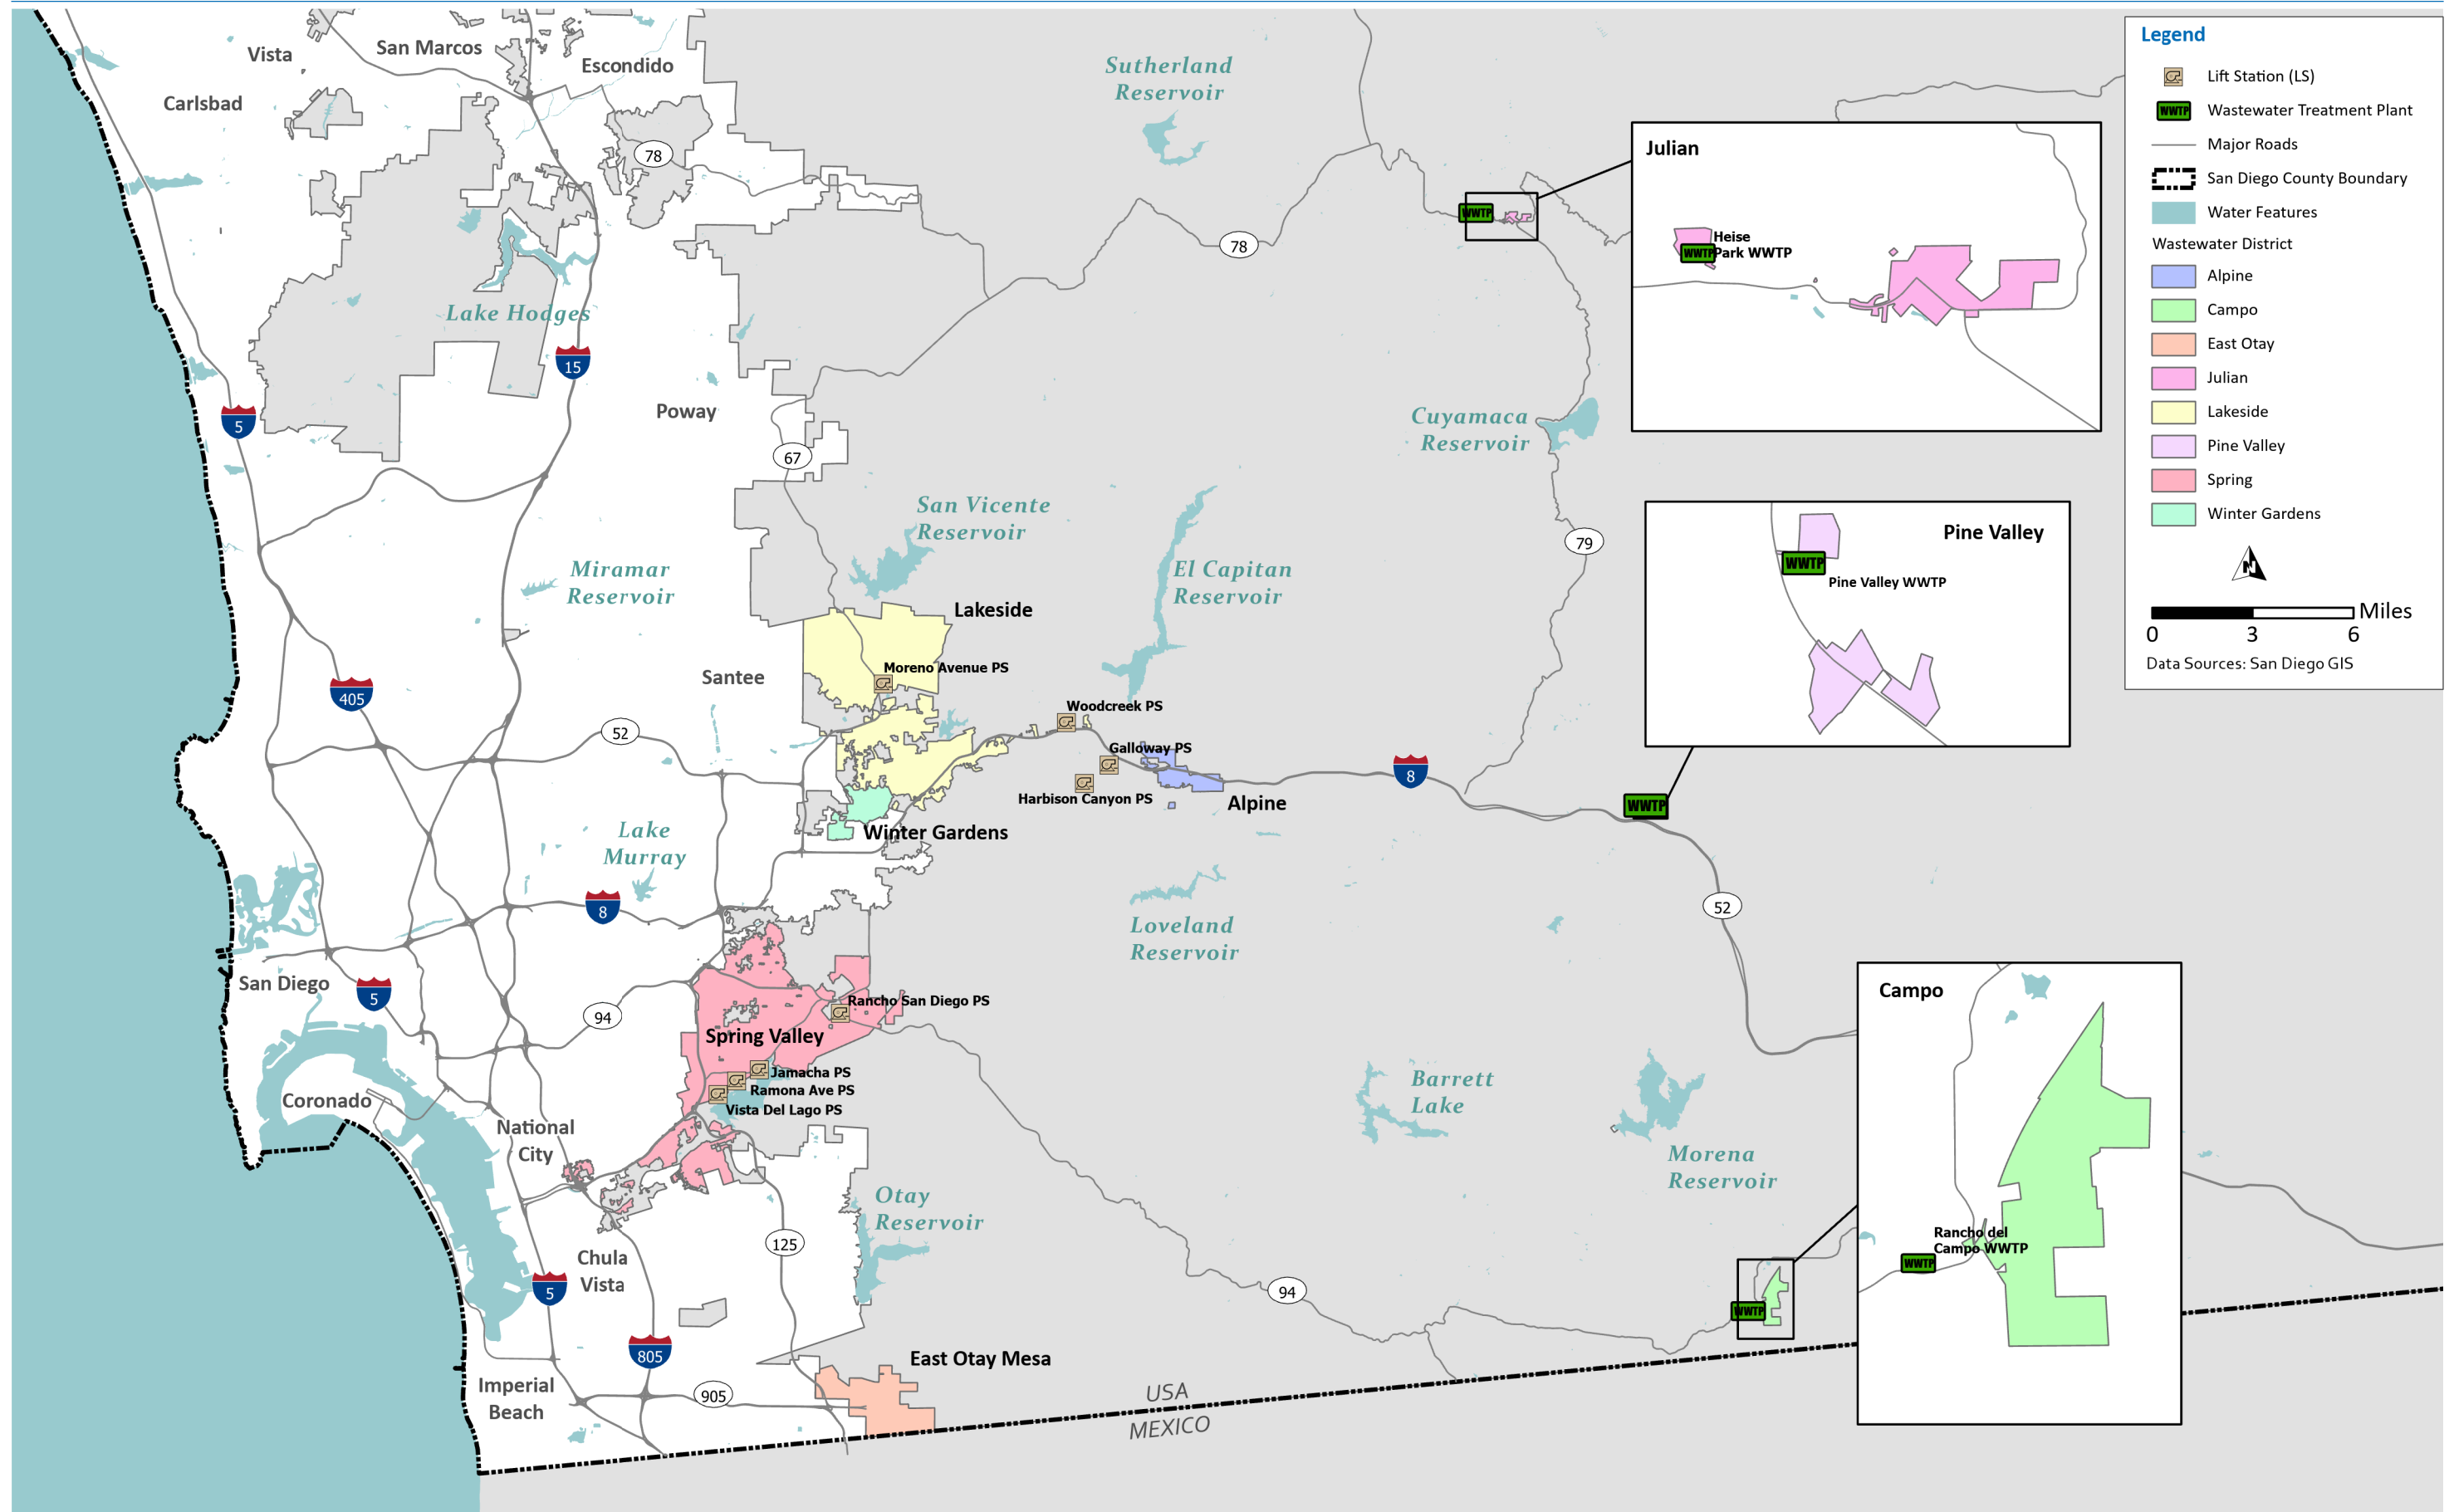 Vista
San Marcos
Escondido
Carlsbad
78
Sutherland
Reservoir
78
Lake Hodges
15
5
Poway
67
Cuyamaca
Reservoir
San Vicente
Reservoir
79
Miramar
Reservoir
El Capitan
Reservoir
Lakeside
Moreno Avenue PS
Santee
405
52
Woodcreek PS
Galloway PS
Harbison Canyon PS
Alpine
8
WWTP
Winter Gardens
Lake
Murray
8
52
Loveland
Reservoir
San Diego
5
94
Rancho San Diego PS
Spring Valley
Jamacha PS
Ramona Ave PS
Vista Del Lago PS
Coronado
National
City
Barrett
Lake
Morena
Reservoir
Otay
Reservoir
125
Chula
Vista
5
94
WWTP
805
East Otay Mesa
Imperial
Beach
905
USA
MEXICO
WWTP
Julian
Heise
Park WWTP
WWTP
Pine Valley
WWTP
Pine Valley WWTP
Campo
Rancho del
Campo WWTP
WWTP
Legend
Lift Station (LS)
WWTP Wastewater Treatment Plant
Major Roads
San Diego County Boundary
Water Features
Wastewater District
Alpine
Campo
East Otay
Julian
Lakeside
Pine Valley
Spring
Winter Gardens
N
Miles
0 3 6
Data Sources: San Diego GIS